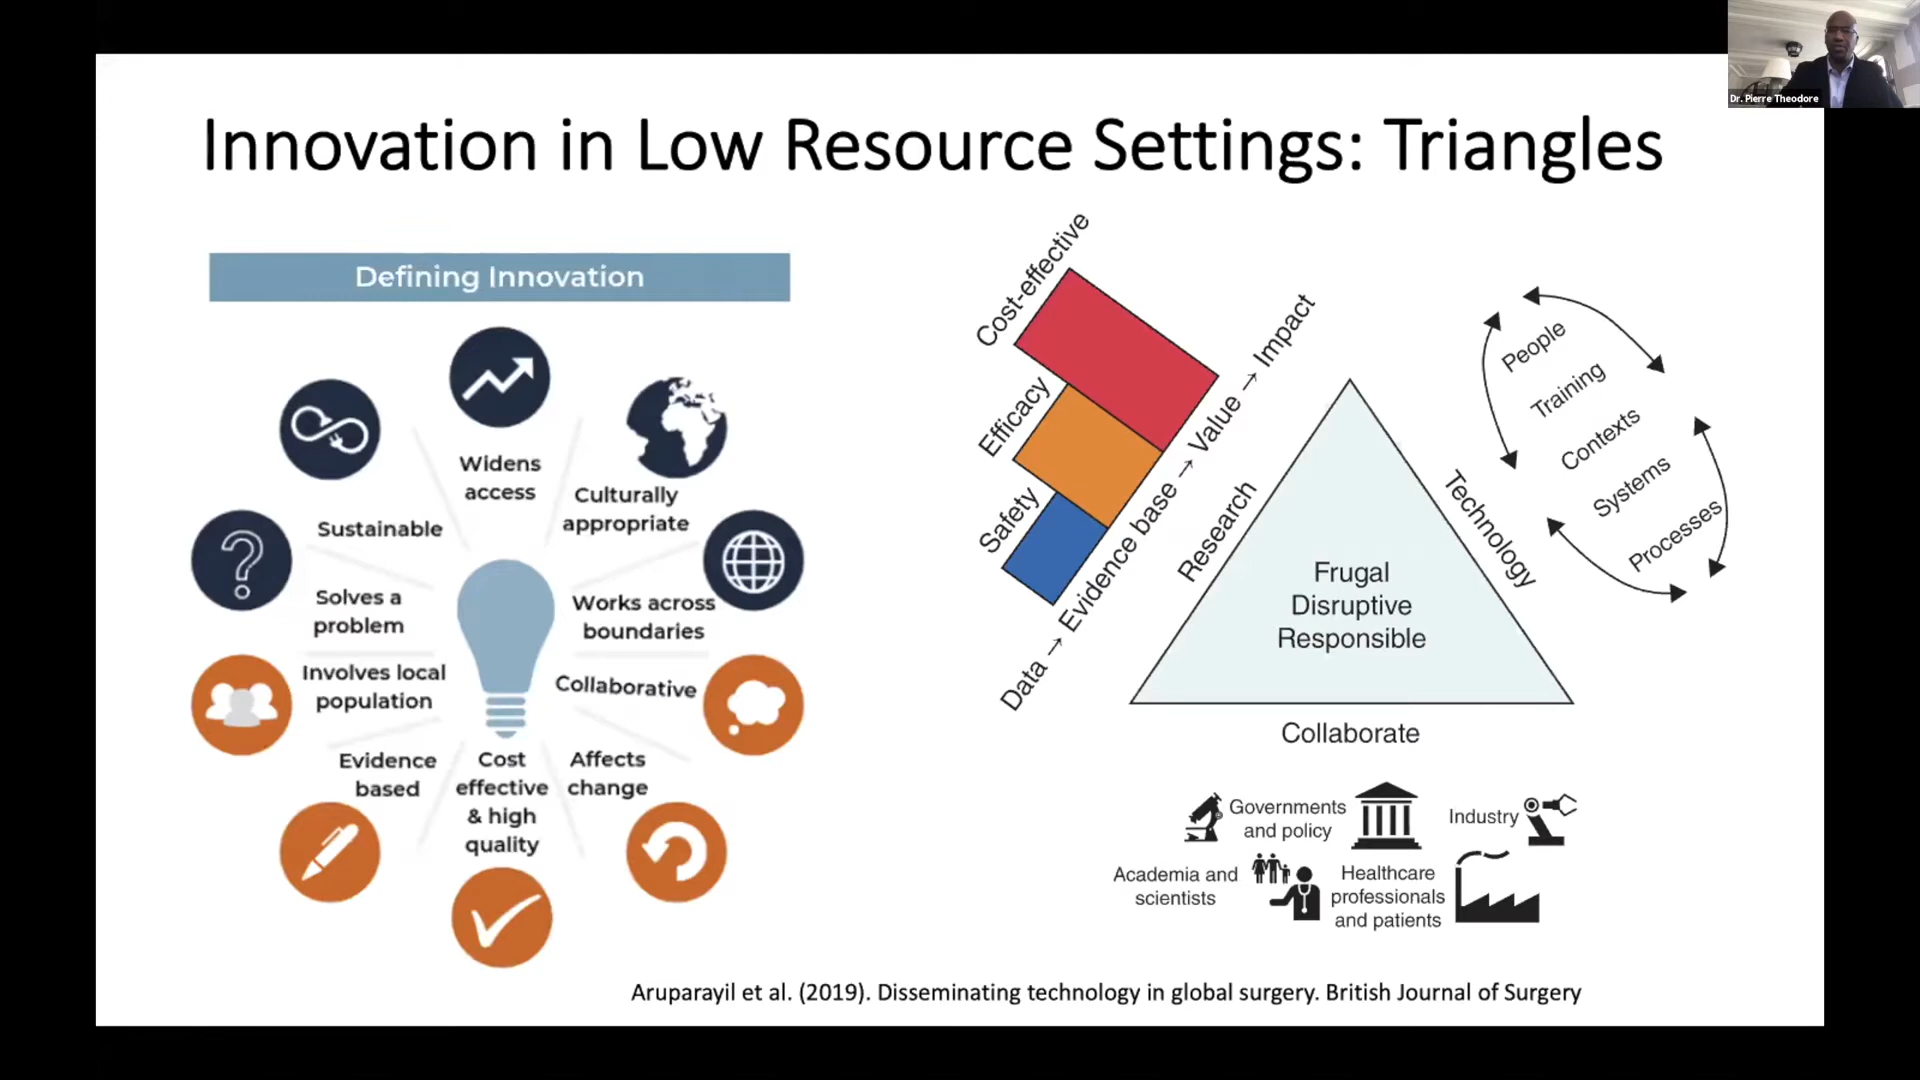 Dr. Pierre Theodore
Innovation in Low Resource Settings: Triangles
Defining Innovation
Widens
access
Culturally
appropriate
Sustainable
Works across
boundaries
Solves a
problem
Involves local
population
Collaborative
Evidence
based
Cost
effective
& high
quality
Affects
change
Cost-effective
Efficacy
Safety
Data → Evidence base → Value → Impact
Research
Technology
People
Training
Contexts
Systems
Processes
Frugal
Disruptive
Responsible
Collaborate
Governments
and policy
Industry
Academia and
scientists
Healthcare
professionals
and patients
Aruparayil et al. (2019). Disseminating technology in global surgery. British Journal of Surgery